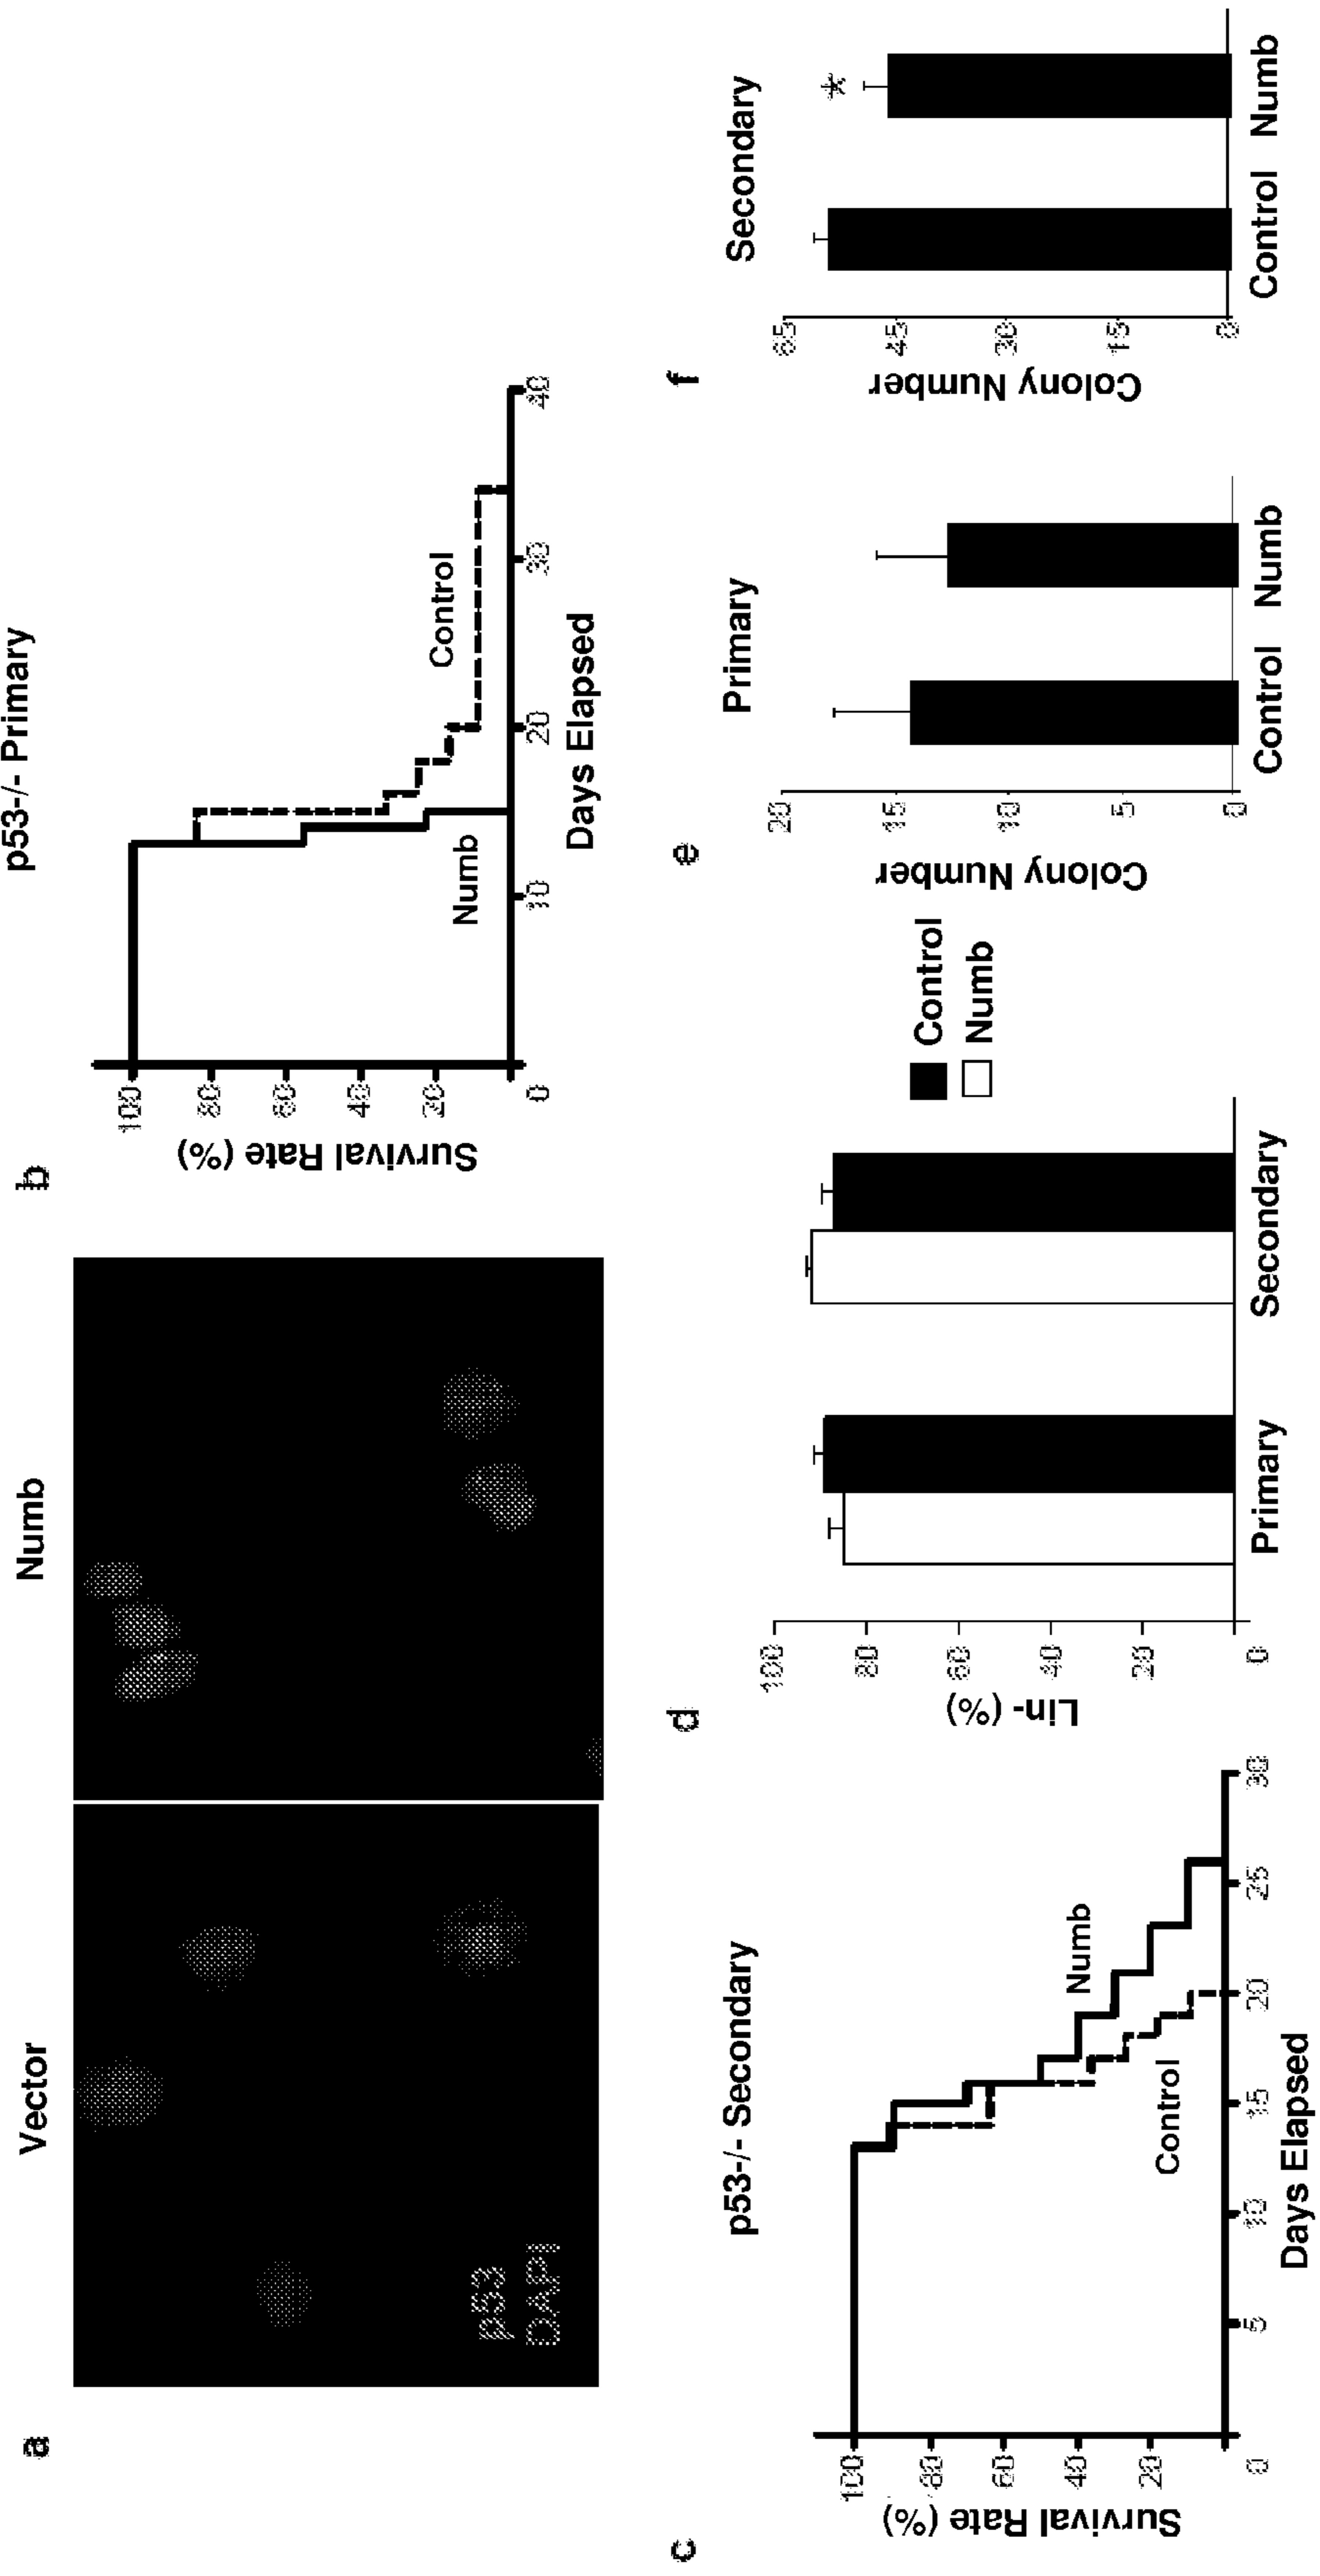 a
Vector
Numb
p53
DAPI
b
p53-/- Primary
Survival Rate (%)
100
80
60
40
20
0
10
20
30
40
Numb
Control
Days Elapsed
c
p53-/- Secondary
Survival Rate (%)
100
80
60
40
20
0
5
10
15
20
25
30
Numb
Control
Days Elapsed
d
Lin- (%)
100
80
60
40
20
0
Primary
Secondary
Control
Numb
e
Primary
Colony Number
20
15
10
5
0
Control
Numb
f
Secondary
Colony Number
65
45
30
15
0
*
Control
Numb